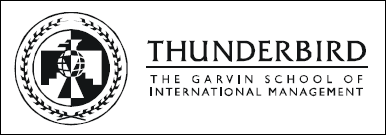 THUNDERBIRD
THE GARVIN SCHOOL OF
INTERNATIONAL MANAGEMENT